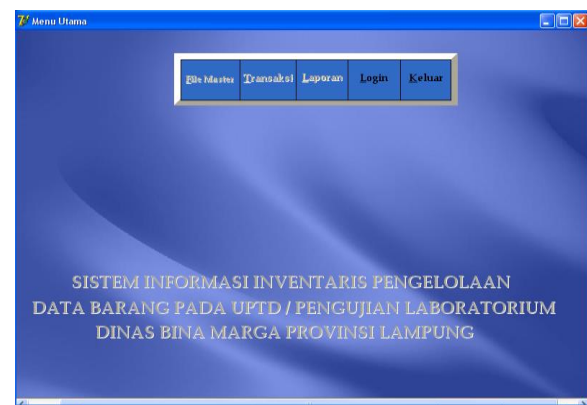 Menu Utama
File Master Transaksi Laporan Login Keluar
SISTEM INFORMASI INVENTARIS PENGELOLAAN
DATA BARANG PADA UPTD / PENGUJIAN LABORATORIUM
DINAS BINA MARGA PROVINSI LAMPUNG